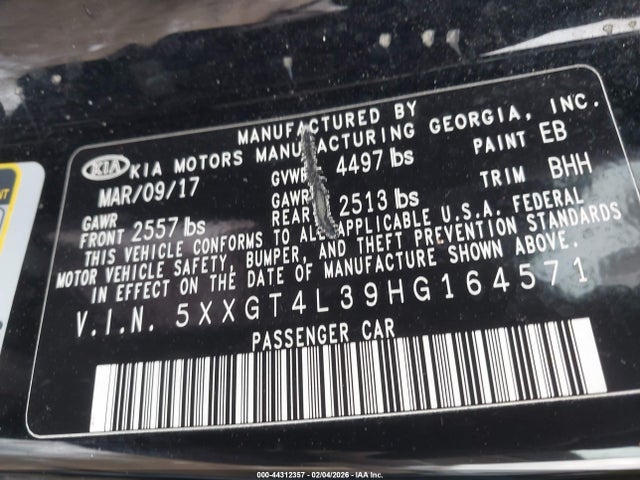 MANUFACTURED BY
KIA KIA MOTORS MANUFACTURING GEORGIA, INC.
MAR/09/17 GVWR 4497 lbs PAINT EB
GAWR FRONT 2557 lbs GAWR REAR 2513 lbs TRIM BHH
THIS VEHICLE CONFORMS TO ALL APPLICABLE U.S.A. FEDERAL
MOTOR VEHICLE SAFETY, BUMPER, AND THEFT PREVENTION STANDARDS
IN EFFECT ON THE DATE OF MANUFACTURE SHOWN ABOVE.
V.I.N. 5XXGT4L39HG164571
PASSENGER CAR
000-44312357 - 02/04/2026 - IAA Inc.